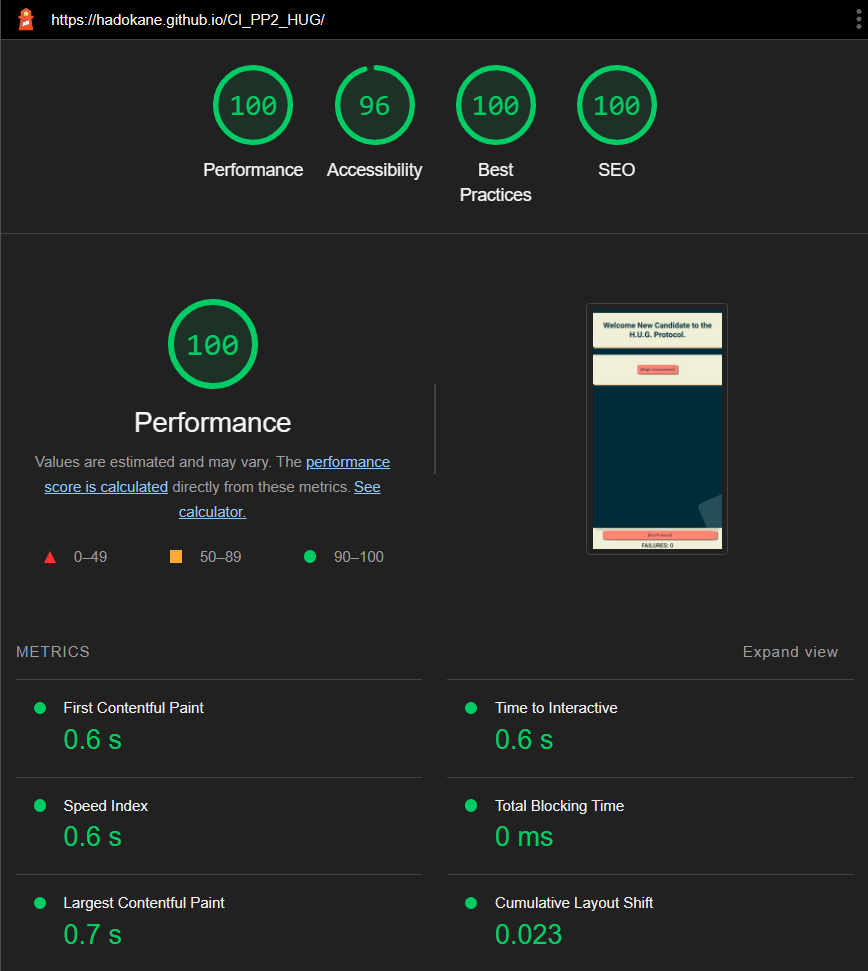 https://hadokane.github.io/CI_PP2_HUG/
100
96
100
100
Performance
Accessibility
Best
Practices
SEO
100
Performance
Values are estimated and may vary. The performance
score is calculated directly from these metrics. See
calculator.
0–49
50–89
90–100
Welcome New Candidate to the
H.U.G. Protocol.
FAILURES: 0
METRICS
Expand view
First Contentful Paint
0.6 s
Time to Interactive
0.6 s
Speed Index
0.6 s
Total Blocking Time
0 ms
Largest Contentful Paint
0.7 s
Cumulative Layout Shift
0.023